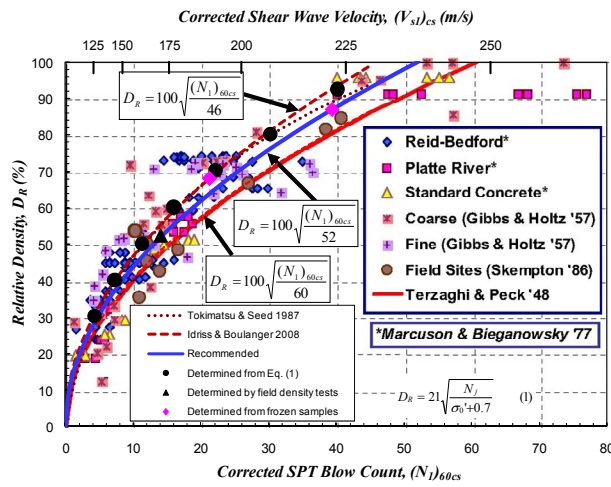 Corrected Shear Wave Velocity, (Vs1)cs (m/s)
125 150 175 200 225 250
Relative Density, DR (%)
100
90
80
70
60
50
40
30
20
10
0
DR = 100√((N1)60cs / 46)
DR = 100√((N1)60cs / 52)
DR = 100√((N1)60cs / 60)
Reid-Bedford*
Platte River*
Standard Concrete*
Coarse (Gibbs & Holtz '57)
Fine (Gibbs & Holtz '57)
Field Sites (Skempton '86)
Terzaghi & Peck '48
*Marcuson & Bieganowsky '77
Tokimatsu & Seed 1987
Idriss & Boulanger 2008
Recommended
Determined from Eq. (1)
Determined by field density tests
Determined from frozen samples
DR = 21√(Nj / (σ0'+0.7)) (1)
0 10 20 30 40 50 60 70 80
Corrected SPT Blow Count, (N1)60cs